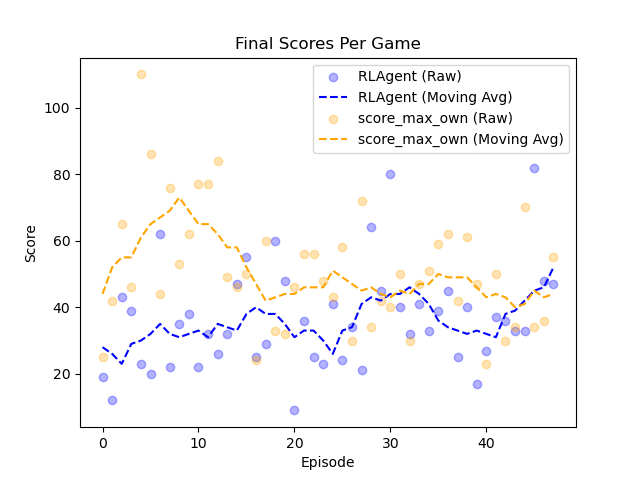 Final Scores Per Game
RLAgent (Raw)
RLAgent (Moving Avg)
score_max_own (Raw)
score_max_own (Moving Avg)
Score
100
80
60
40
20
0
10
20
30
40
Episode